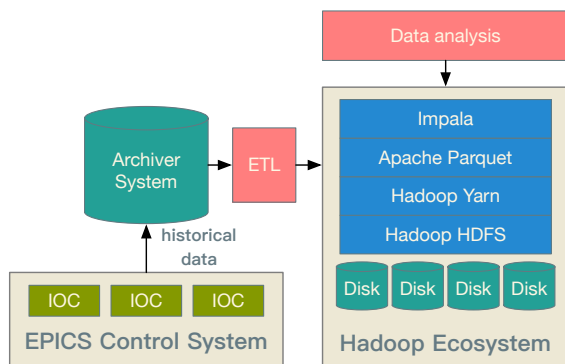 Data analysis
Impala
Apache Parquet
Hadoop Yarn
Hadoop HDFS
Disk Disk Disk Disk
Hadoop Ecosystem
Archiver
System
ETL
historical
data
IOC IOC IOC
EPICS Control System